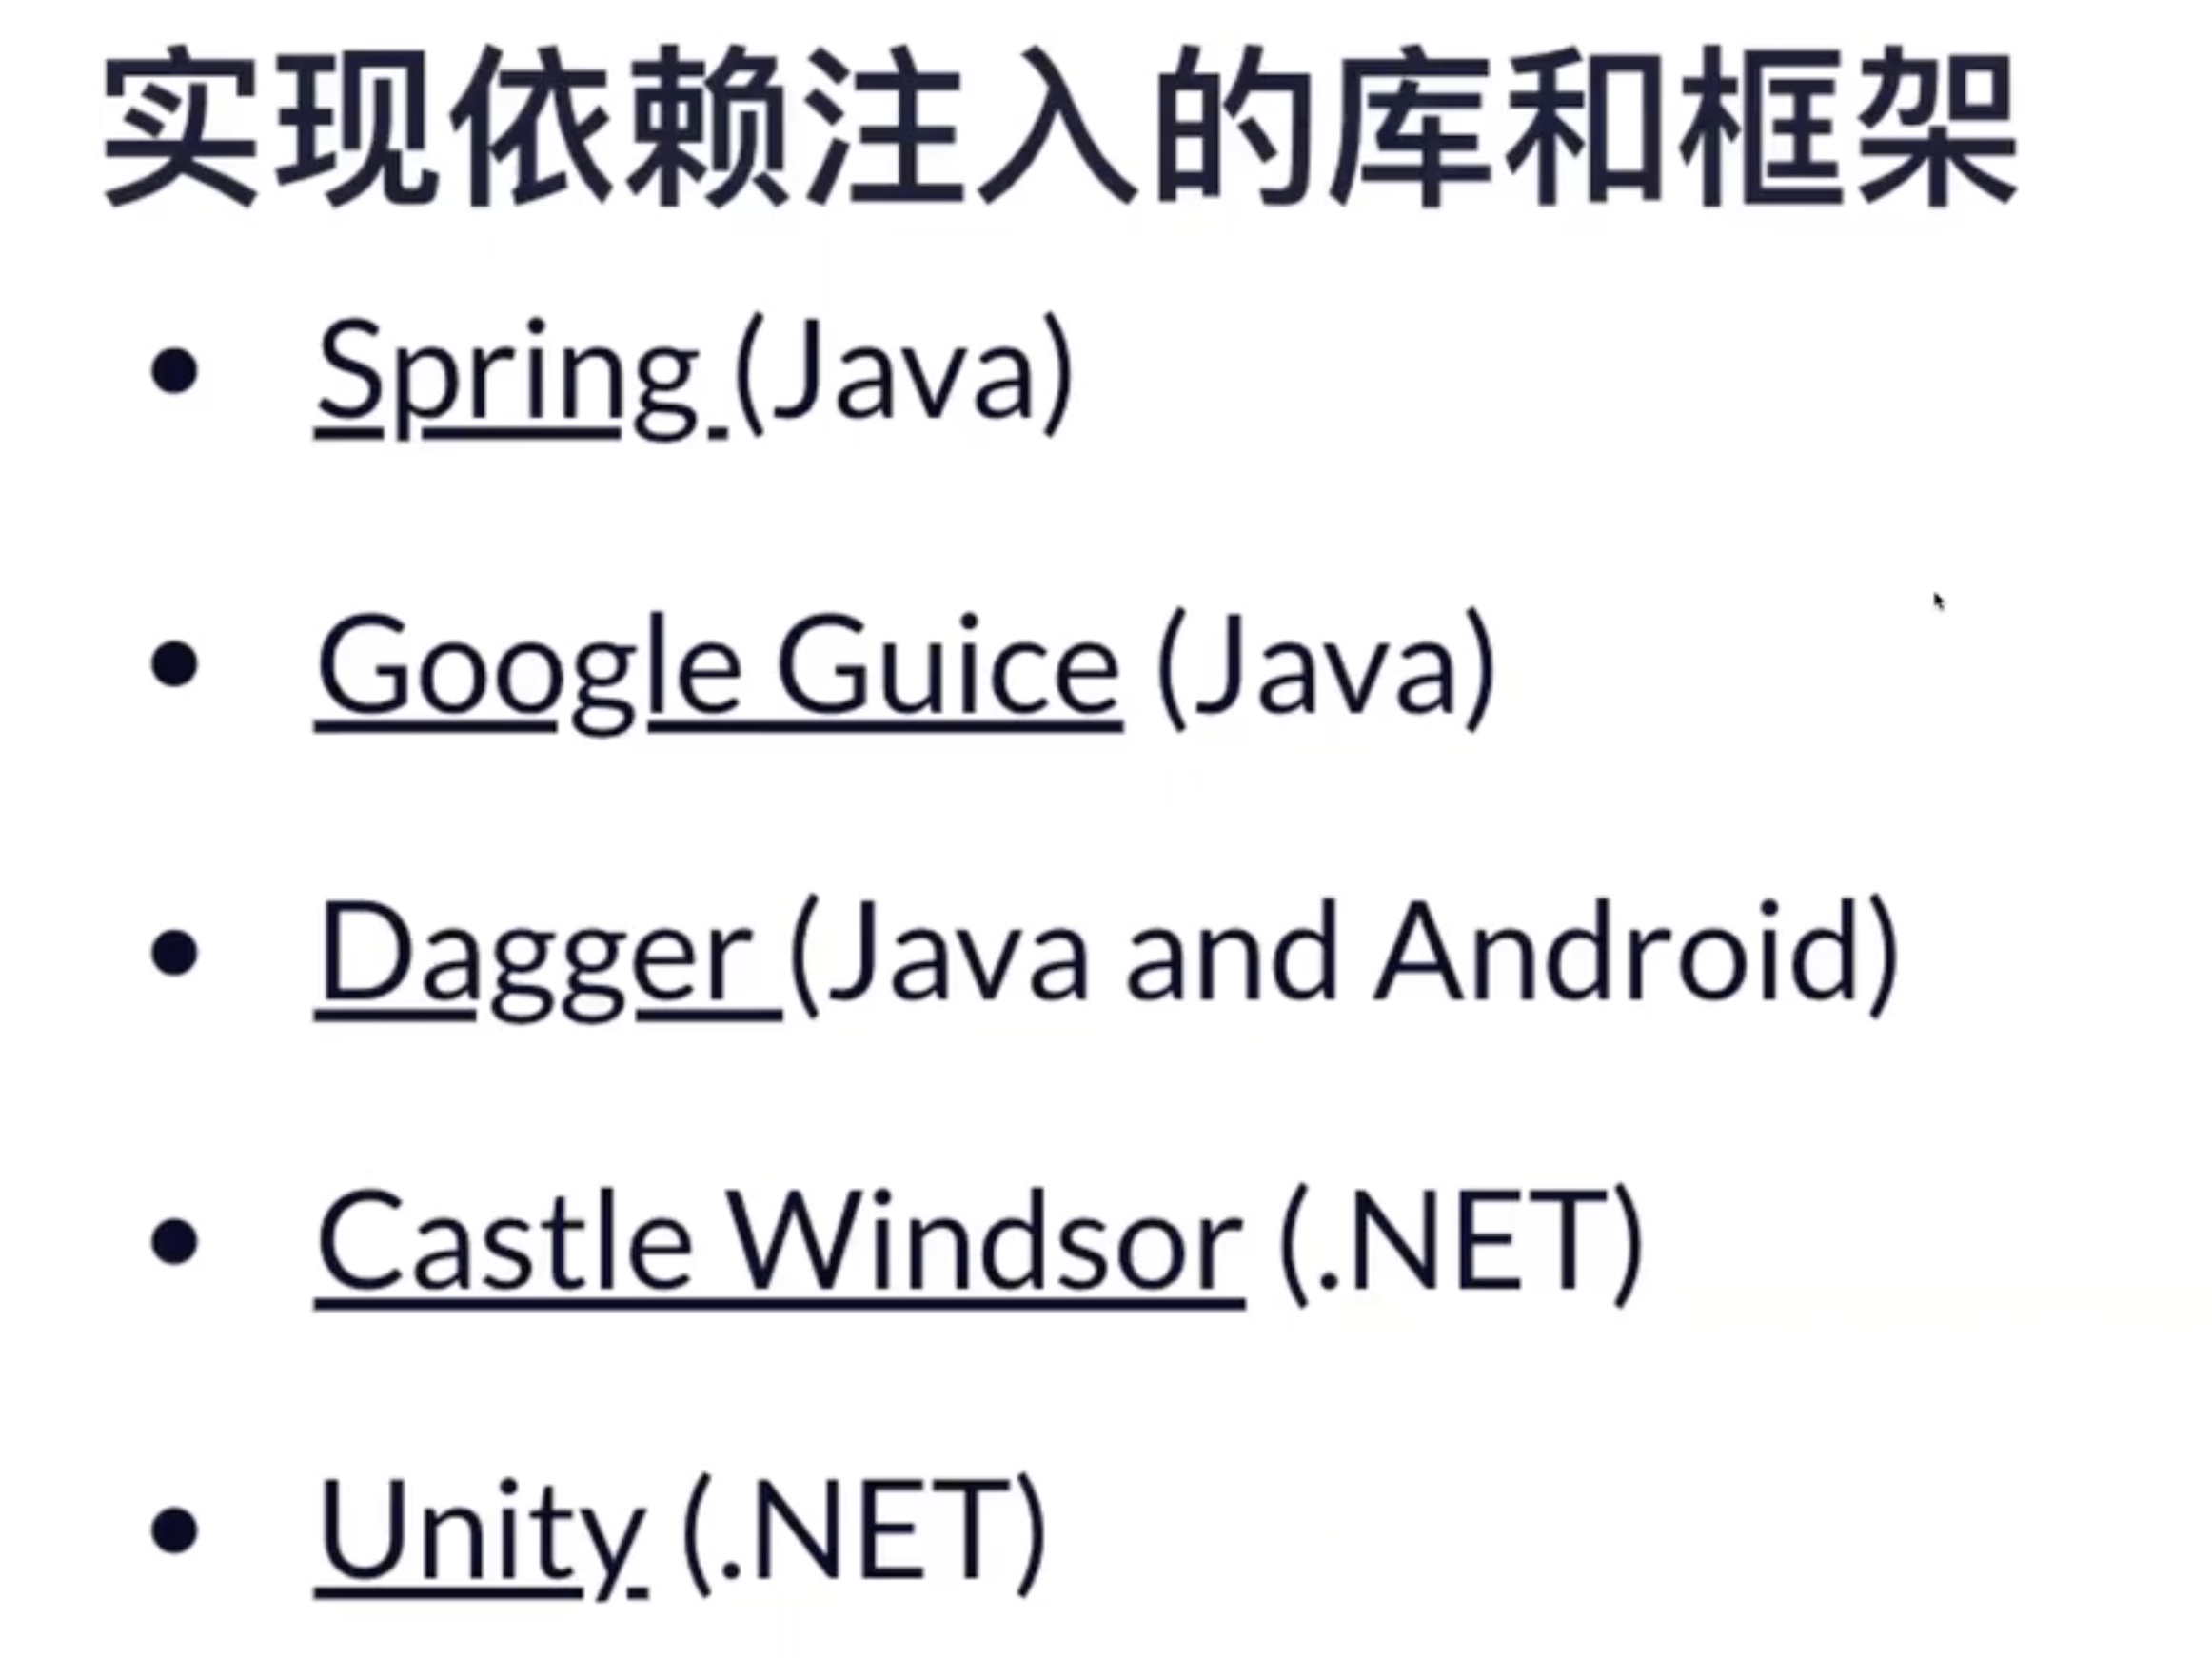 实现依赖注入的库和框架
• Spring (Java)
• Google Guice (Java)
• Dagger (Java and Android)
• Castle Windsor (.NET)
• Unity (.NET)